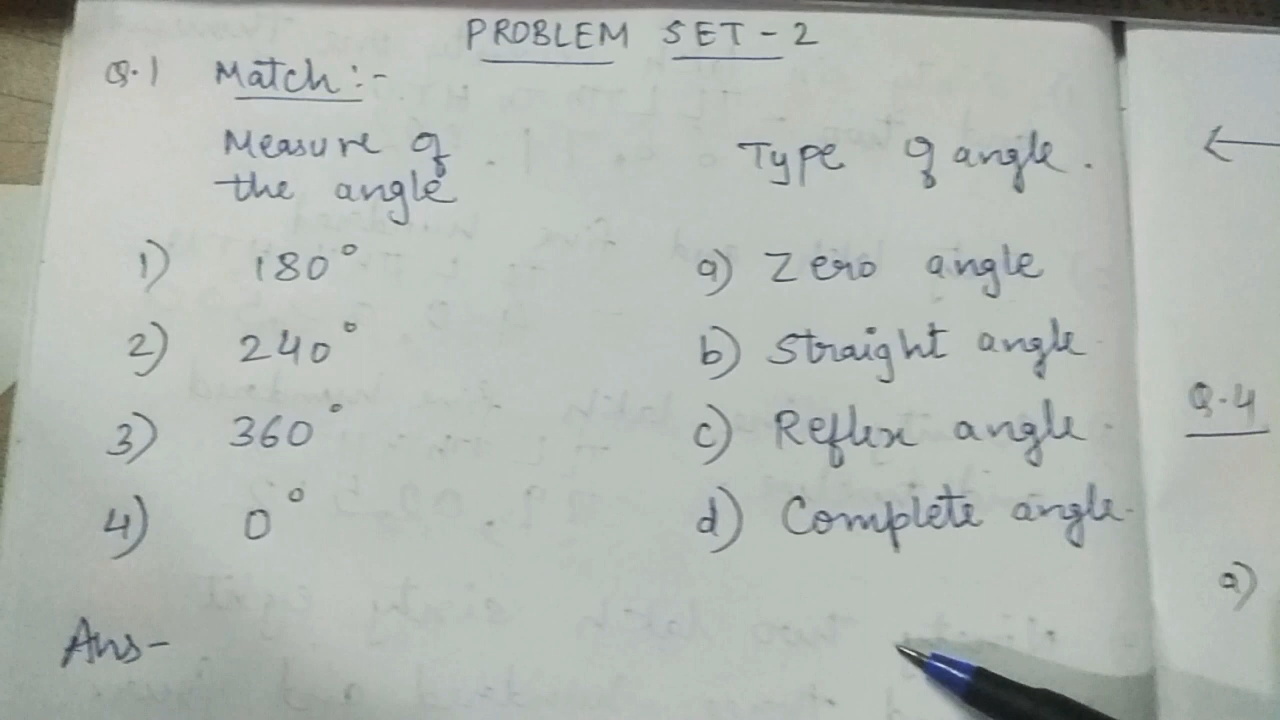 PROBLEM SET - 2
Q.1 Match :-
Measure of the angle
Type of angle.
1) 180° a) Zero angle
2) 240° b) Straight angle
3) 360° c) Reflex angle
4) 0° d) Complete angle
Ans-
Q.4
a)